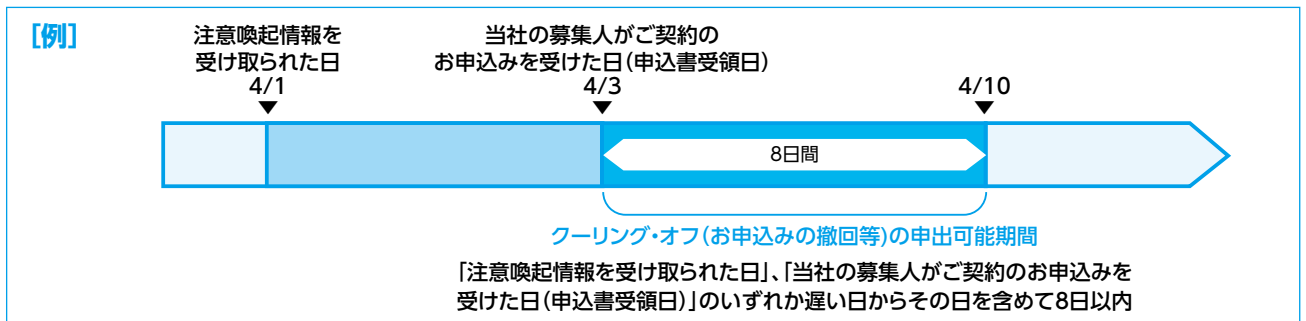 [例]
注意喚起情報を
受け取られた日
4/1
当社の募集人がご契約の
お申込みを受けた日(申込書受領日)
4/3
4/10
8日間
クーリング・オフ(お申込みの撤回等)の申出可能期間
「注意喚起情報を受け取られた日」、「当社の募集人がご契約のお申込みを
受けた日(申込書受領日)」のいずれか遅い日からその日を含めて8日以内